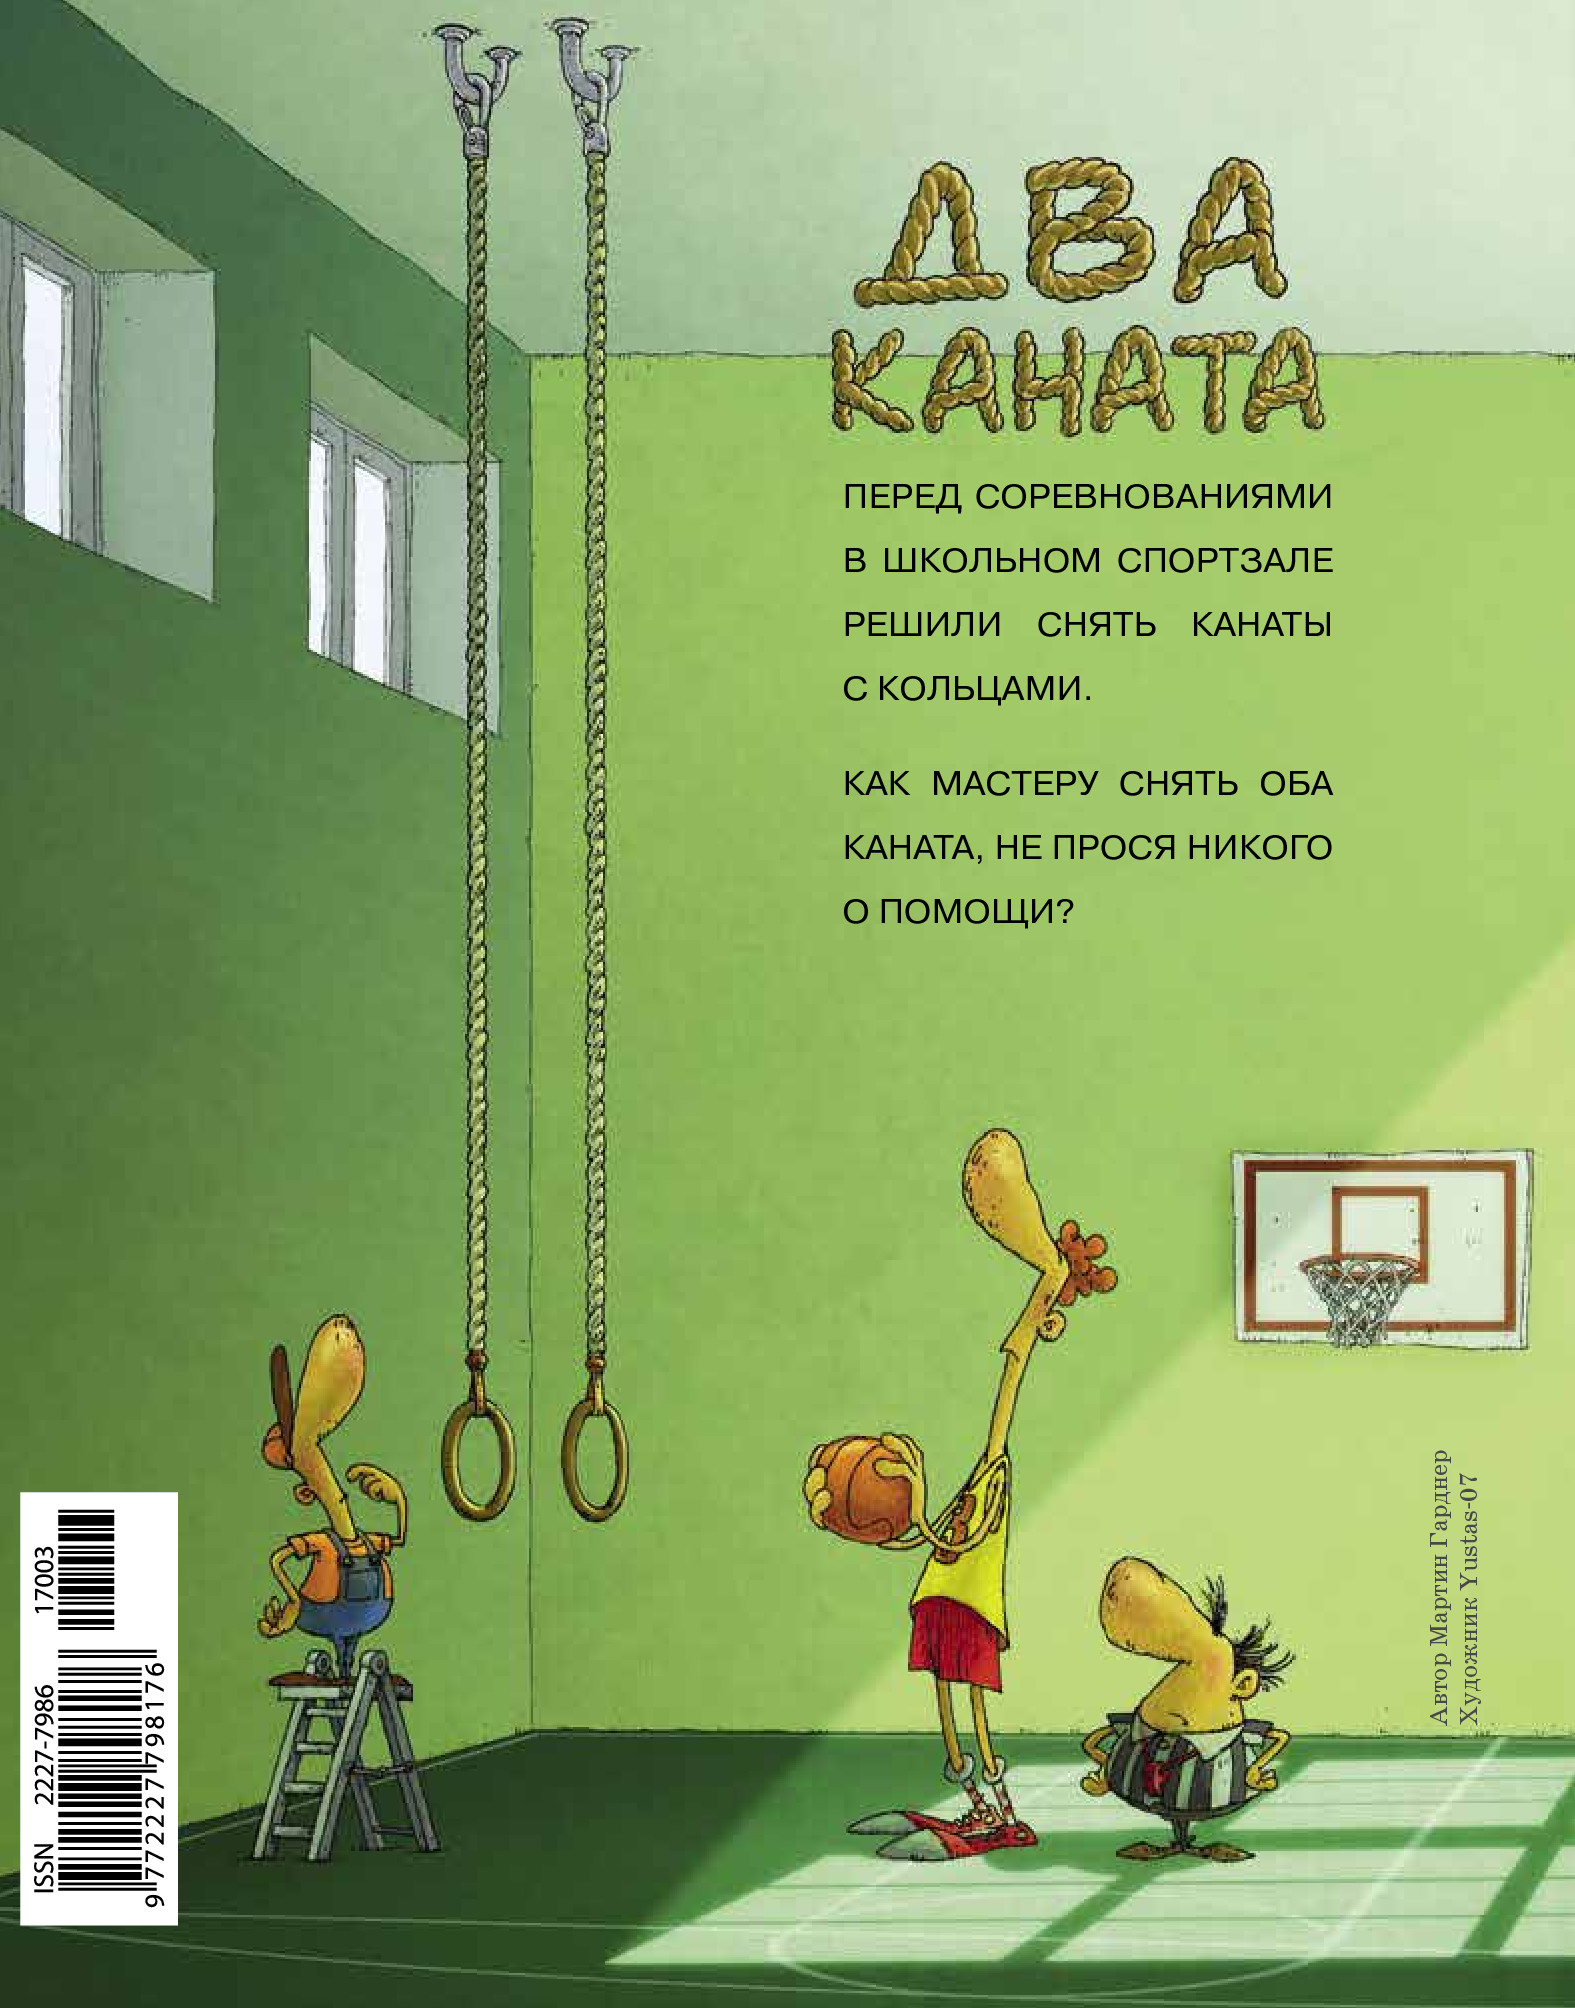 ДВА
КАНАТА
ПЕРЕД СОРЕВНОВАНИЯМИ
В ШКОЛЬНОМ СПОРТЗАЛЕ
РЕШИЛИ СНЯТЬ КАНАТЫ
С КОЛЬЦАМИ.
КАК МАСТЕРУ СНЯТЬ ОБА
КАНАТА, НЕ ПРОСЯ НИКОГО
О ПОМОЩИ?
Автор Мартин Гарднер
Художник Yustas-07
ISSN 2227-7986 17003
9 772227 798176